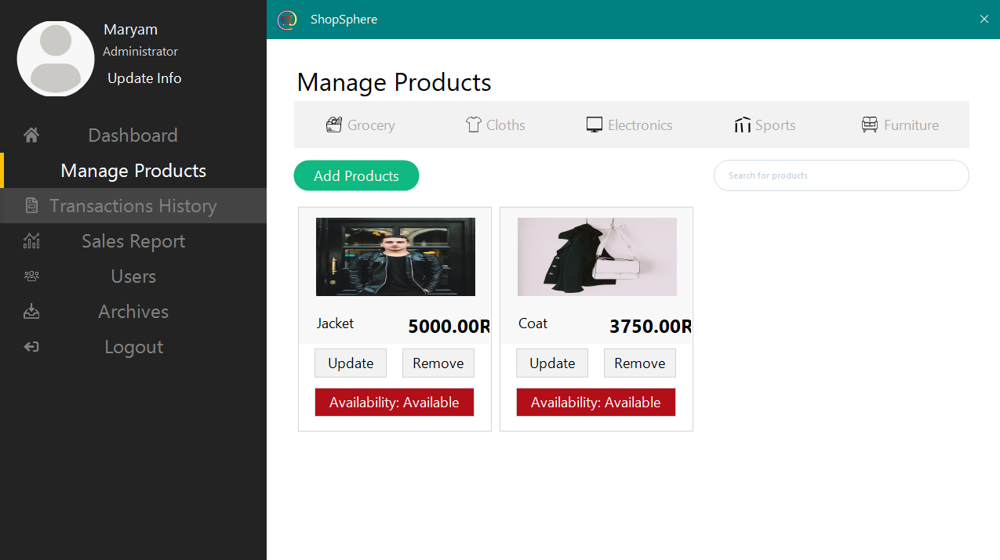 Maryam
Administrator
Update Info
Dashboard
Manage Products
Transactions History
Sales Report
Users
Archives
Logout
ShopSphere
Manage Products
Grocery Cloths Electronics Sports Furniture
Add Products
Search for products
Jacket 5000.00R
Update Remove
Availability: Available
Coat 3750.00R
Update Remove
Availability: Available